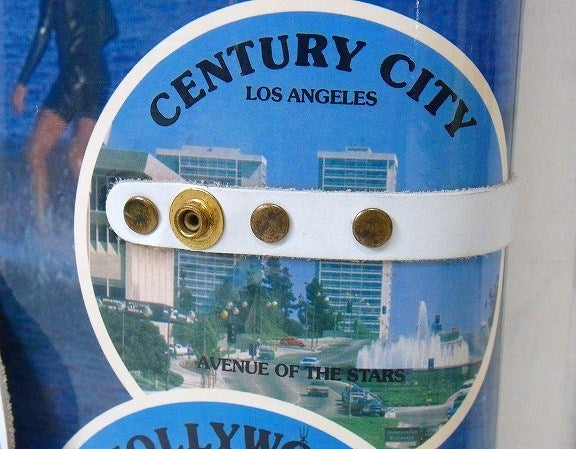 CENTURY CITY
LOS ANGELES
AVENUE OF THE STARS